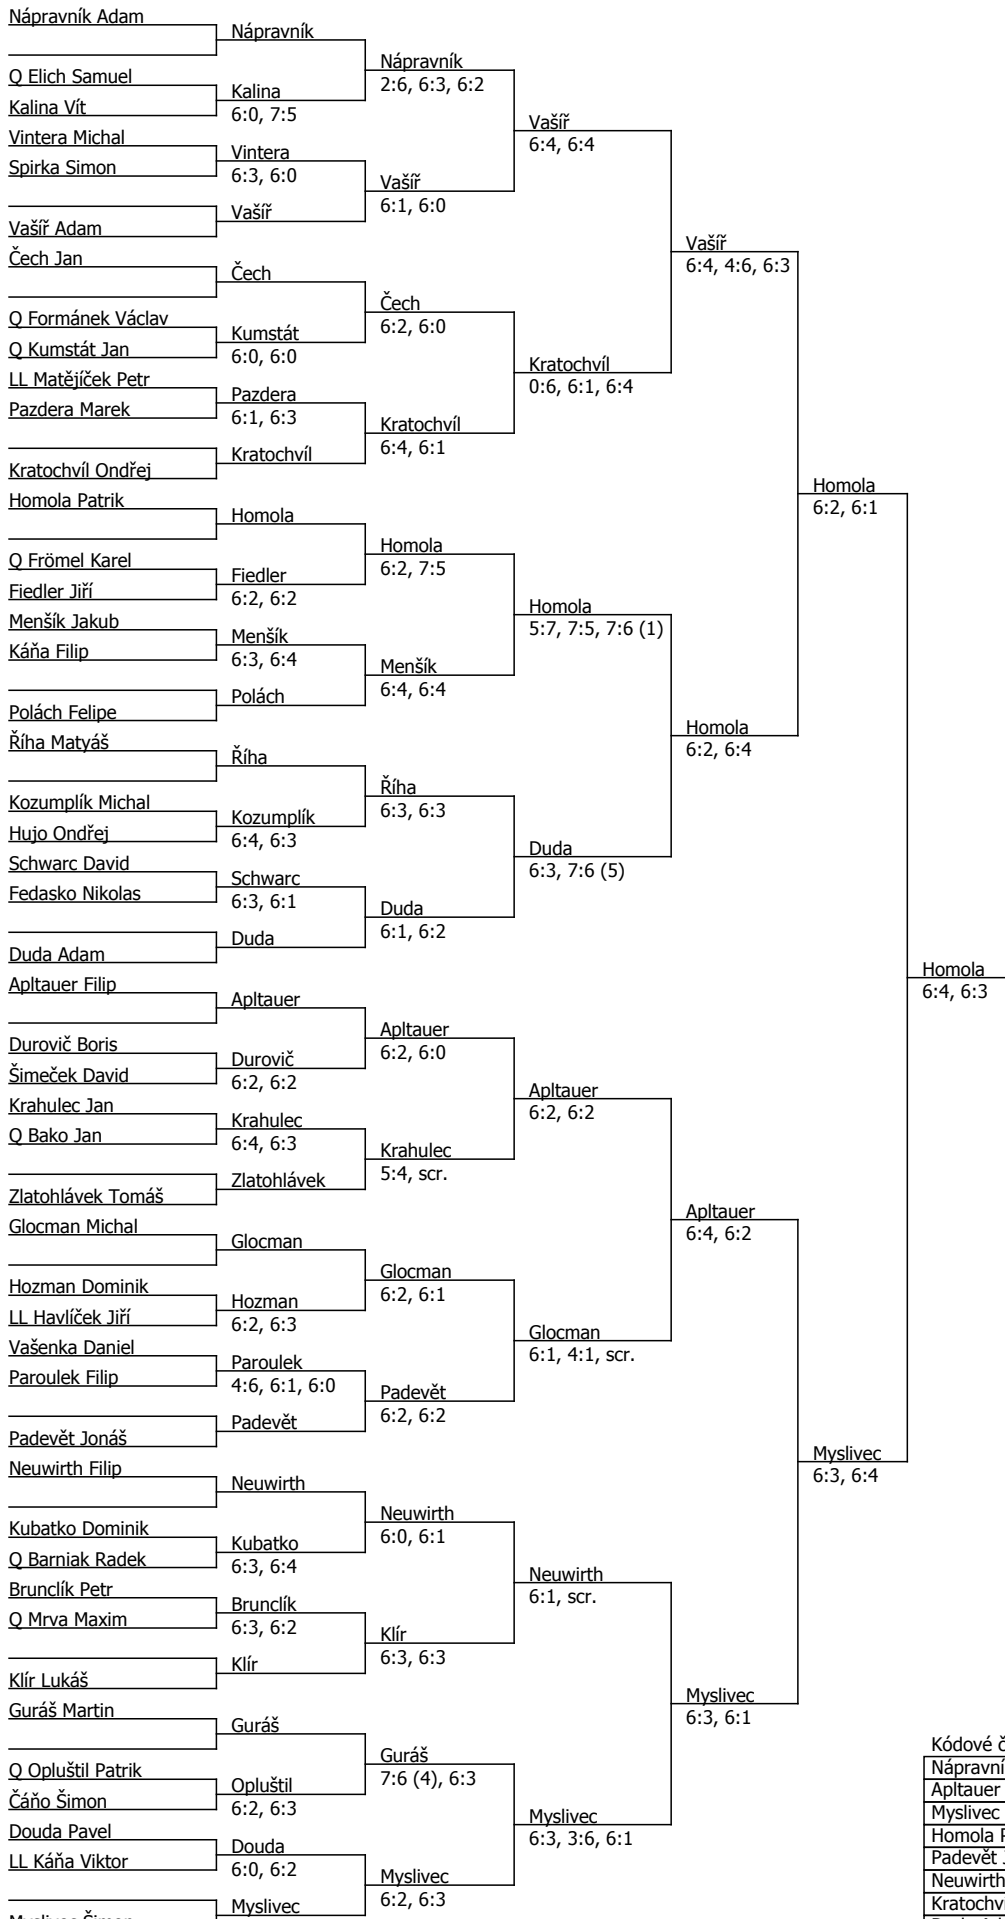 Nápravník Adam
Nápravník
Nápravník
2:6, 6:3, 6:2
Q Elich Samuel
Kalina
6:0, 7:5
Kalina Vít
Vašíř
6:4, 6:4
Vintera Michal
Vintera
6:3, 6:0
Spirka Simon
Vašíř
6:1, 6:0
Vašíř
Vašíř Adam
Vašíř
6:4, 4:6, 6:3
Čech Jan
Čech
Čech
6:2, 6:0
Q Formánek Václav
Kumstát
6:0, 6:0
Q Kumstát Jan
Kratochvíl
0:6, 6:1, 6:4
LL Matějíček Petr
Pazdera
6:1, 6:3
Pazdera Marek
Kratochvíl
6:4, 6:1
Kratochvíl
Kratochvíl Ondřej
Homola
6:2, 6:1
Homola Patrik
Homola
Homola
6:2, 7:5
Q Frömel Karel
Fiedler
6:2, 6:2
Fiedler Jiří
Homola
5:7, 7:5, 7:6 (1)
Menšík Jakub
Menšík
6:3, 6:4
Káňa Filip
Menšík
6:4, 6:4
Polách
Polách Felipe
Homola
6:2, 6:4
Říha Matyáš
Říha
Říha
6:3, 6:3
Kozumplík Michal
Kozumplík
6:4, 6:3
Hujo Ondřej
Duda
6:3, 7:6 (5)
Schwarc David
Schwarc
6:3, 6:1
Fedasko Nikolas
Duda
6:1, 6:2
Duda
Duda Adam
Homola
6:4, 6:3
Apltauer Filip
Apltauer
Apltauer
6:2, 6:0
Durovič Boris
Durovič
6:2, 6:2
Šimeček David
Apltauer
6:2, 6:2
Krahulec Jan
Krahulec
6:4, 6:3
Q Bako Jan
Krahulec
5:4, scr.
Zlatohlávek
Zlatohlávek Tomáš
Apltauer
6:4, 6:2
Glocman Michal
Glocman
Glocman
6:2, 6:1
Hozman Dominik
Hozman
6:2, 6:3
LL Havlíček Jiří
Glocman
6:1, 4:1, scr.
Vašenka Daniel
Paroulek
4:6, 6:1, 6:0
Paroulek Filip
Padevět
6:2, 6:2
Padevět
Padevět Jonáš
Myslivec
6:3, 6:4
Neuwirth Filip
Neuwirth
Neuwirth
6:0, 6:1
Kubatko Dominik
Kubatko
6:3, 6:4
Q Barniak Radek
Neuwirth
6:1, scr.
Brunclík Petr
Brunclík
6:3, 6:2
Q Mrva Maxim
Klír
6:3, 6:3
Klír
Klír Lukáš
Myslivec
6:3, 6:1
Guráš Martin
Guráš
Guráš
7:6 (4), 6:3
Q Opluštil Patrik
Opluštil
6:2, 6:3
Čáňo Šimon
Myslivec
6:3, 3:6, 6:1
Douda Pavel
Douda
6:0, 6:2
LL Káňa Viktor
Myslivec
6:2, 6:3
Myslivec
Kódové č
Nápravní
Apltauer
Myslivec
Homola
Padevět
Neuwirth
Kratochv